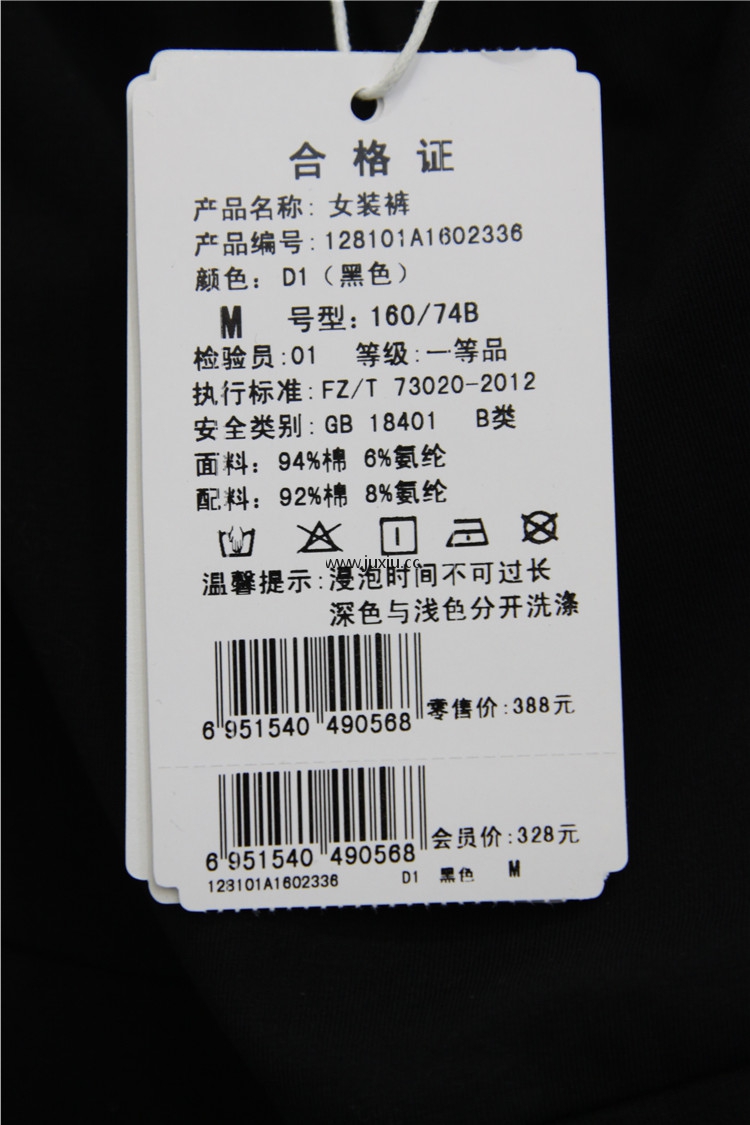 合格证
产品名称: 女装裤
产品编号:128101A1602336
颜色: D1(黑色)
M 号型: 160/74B
检验员:01 等级:一等品
执行标准:FZ/T 73020-2012
安全类别:GB 18401 B类
面料: 94%棉 6%氨纶
配料: 92%棉 8%氨纶
www.juxiu.cc
温馨提示:浸泡时间不可过长
深色与浅色分开洗涤
6 951540 490568 零售价:388元
6 951540 490568 会员价:328元
128101A1602336 D1 黑色 M